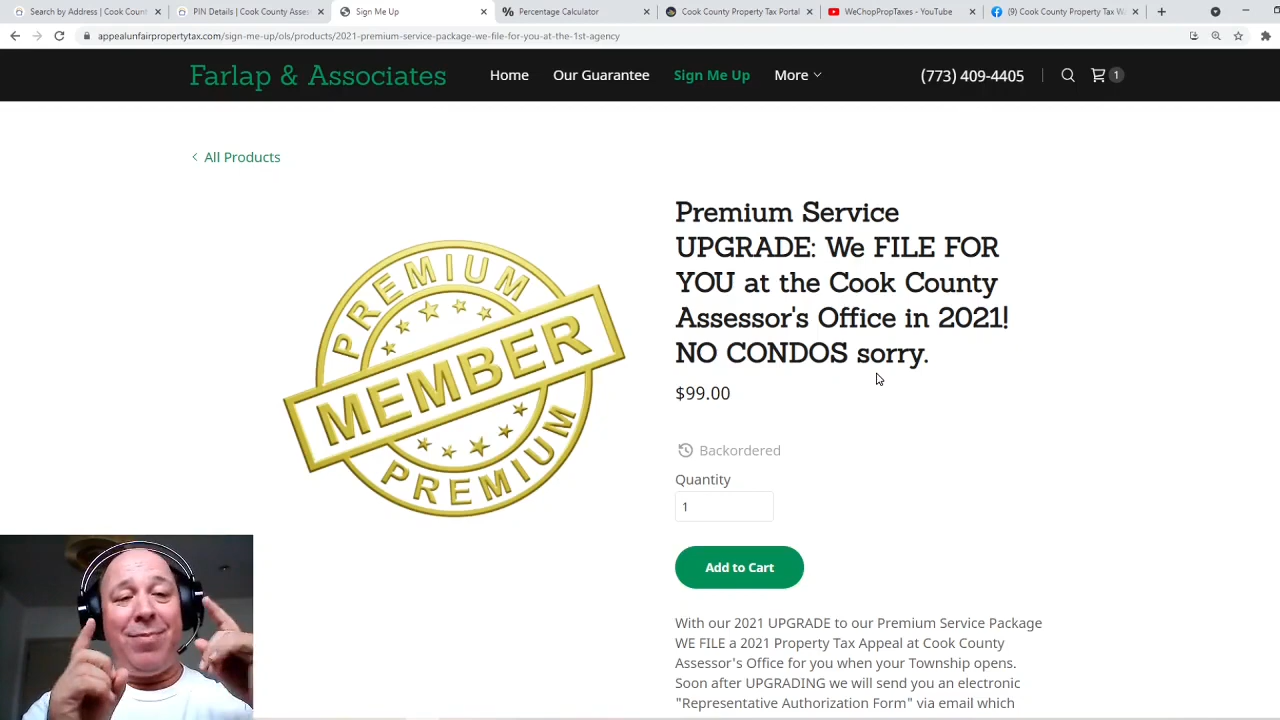 Search by Address | Cook Count
PIN Details | Cook County Asses
Sign Me Up
Percentage Calculator
Cook County Property Tax Portal
WeChopPropTaxes - YouTube
(9) Cook County Property Tax W
appealunfairpropertytax.com/sign-me-up/ols/products/2021-premium-service-package-we-file-for-you-at-the-1st-agency
Farlap & Associates
Home
Our Guarantee
Sign Me Up
More
(773) 409-4405
1
All Products
PREMIUM
MEMBER
PREMIUM
Premium Service
UPGRADE: We FILE FOR
YOU at the Cook County
Assessor's Office in 2021!
NO CONDOS sorry.
$99.00
Backordered
Quantity
1
Add to Cart
With our 2021 UPGRADE to our Premium Service Package
WE FILE a 2021 Property Tax Appeal at Cook County
Assessor's Office for you when your Township opens.
Soon after UPGRADING we will send you an electronic
"Representative Authorization Form" via email which